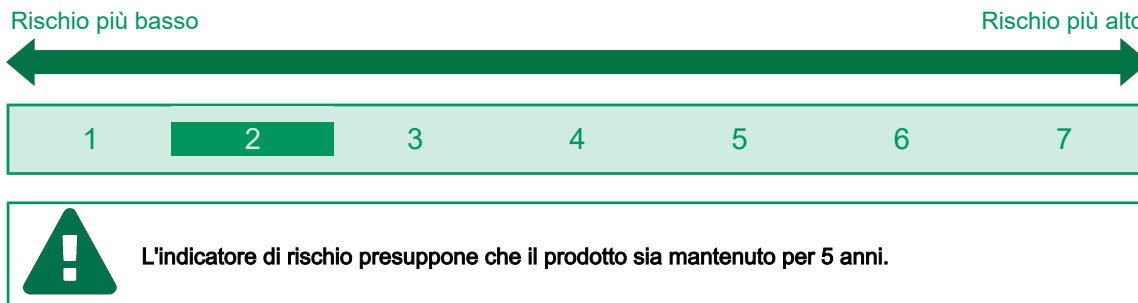 Rischio più basso Rischio più alto
1 2 3 4 5 6 7
L'indicatore di rischio presuppone che il prodotto sia mantenuto per 5 anni.